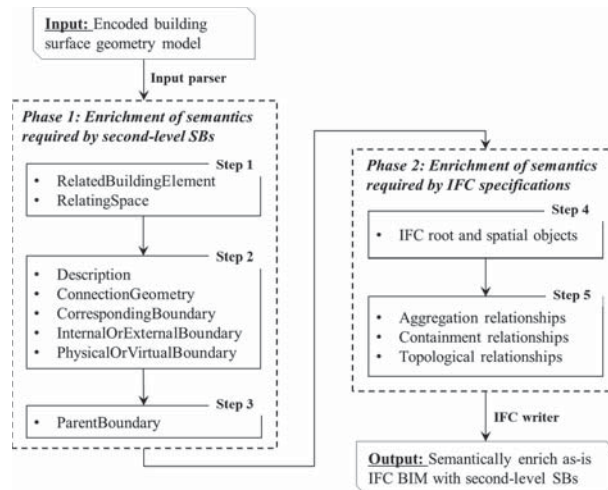 Input: Encoded building
surface geometry model
Input parser
Phase 1: Enrichment of semantics
required by second-level SBs
Step 1
• RelatedBuildingElement
• RelatingSpace
Step 2
• Description
• ConnectionGeometry
• CorrespondingBoundary
• InternalOrExternalBoundary
• PhysicalOrVirtualBoundary
Step 3
• ParentBoundary
Phase 2: Enrichment of semantics
required by IFC specifications
Step 4
• IFC root and spatial objects
Step 5
• Aggregation relationships
• Containment relationships
• Topological relationships
IFC writer
Output: Semantically enrich as-is
IFC BIM with second-level SBs